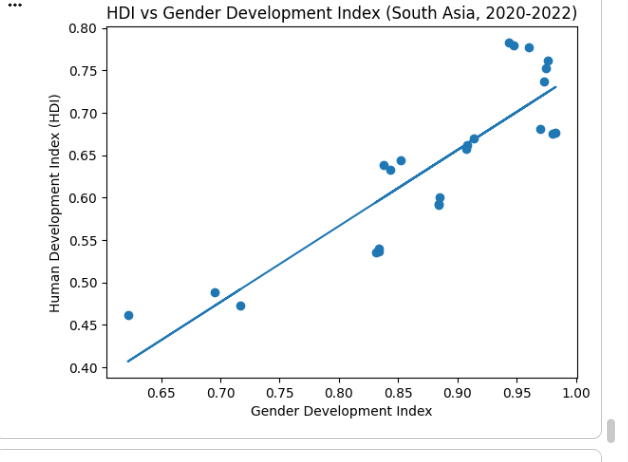 •••
HDI vs Gender Development Index (South Asia, 2020-2022)
Human Development Index (HDI)
0.80
0.75
0.70
0.65
0.60
0.55
0.50
0.45
0.40
0.65 0.70 0.75 0.80 0.85 0.90 0.95 1.00
Gender Development Index